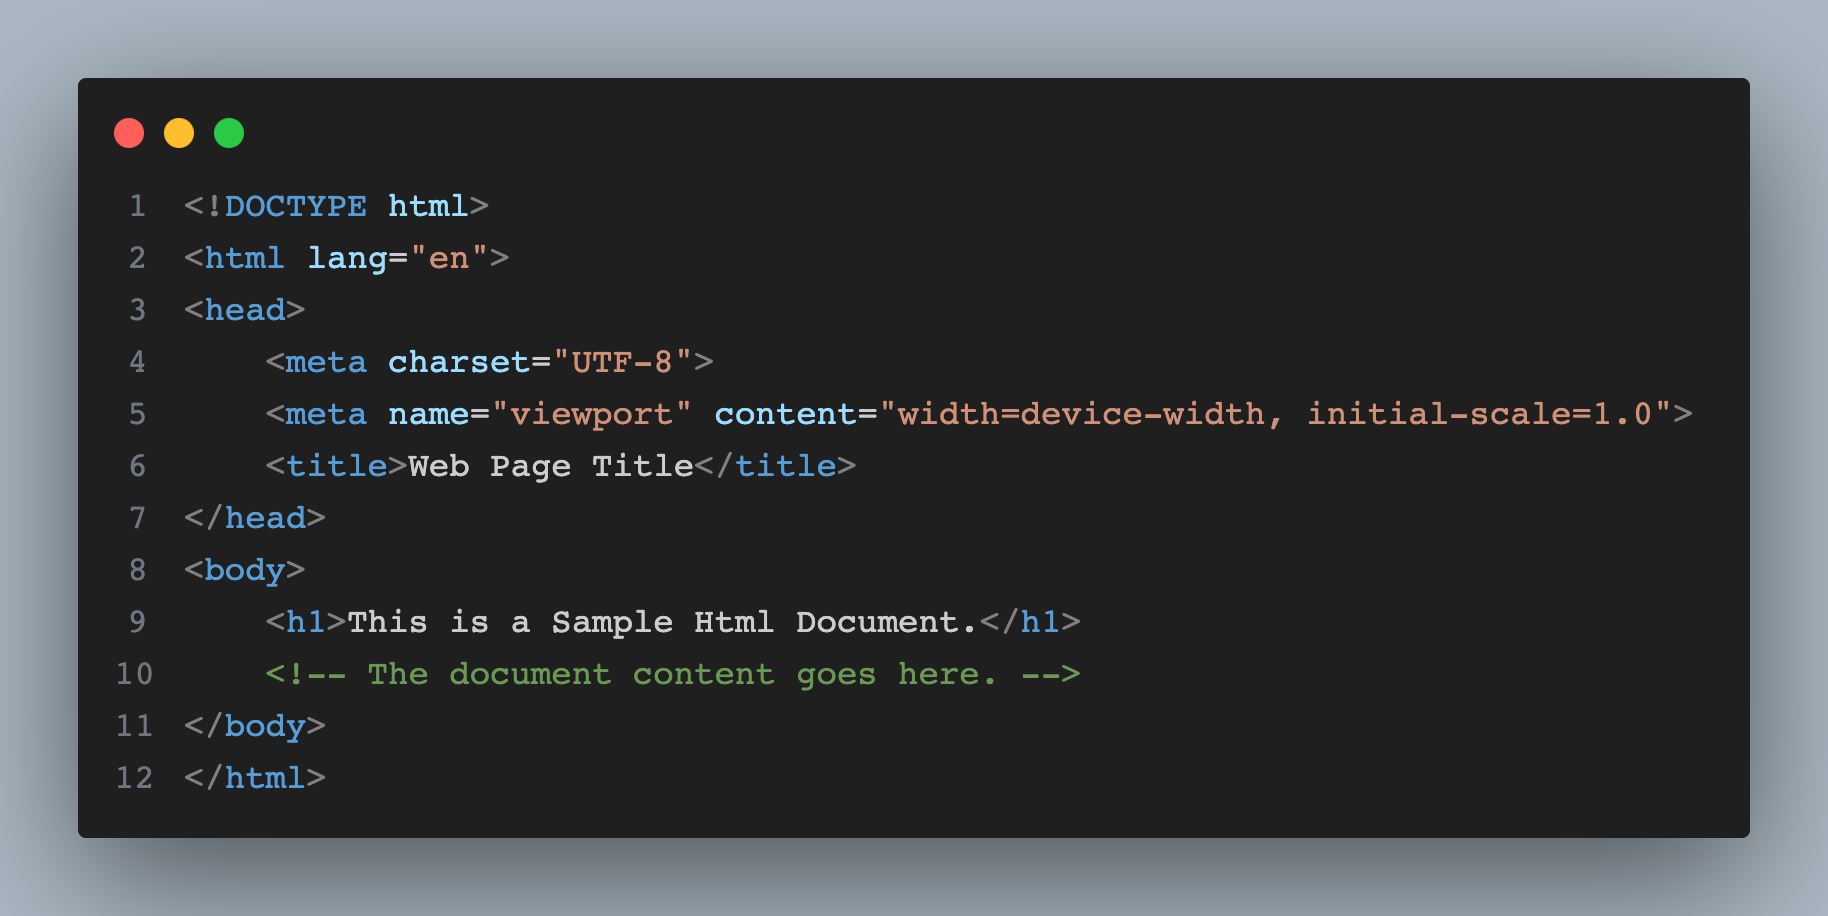 1 <!DOCTYPE html>
2 <html lang="en">
3 <head>
4     <meta charset="UTF-8">
5     <meta name="viewport" content="width=device-width, initial-scale=1.0">
6     <title>Web Page Title</title>
7 </head>
8 <body>
9     <h1>This is a Sample Html Document.</h1>
10     <!-- The document content goes here. -->
11 </body>
12 </html>